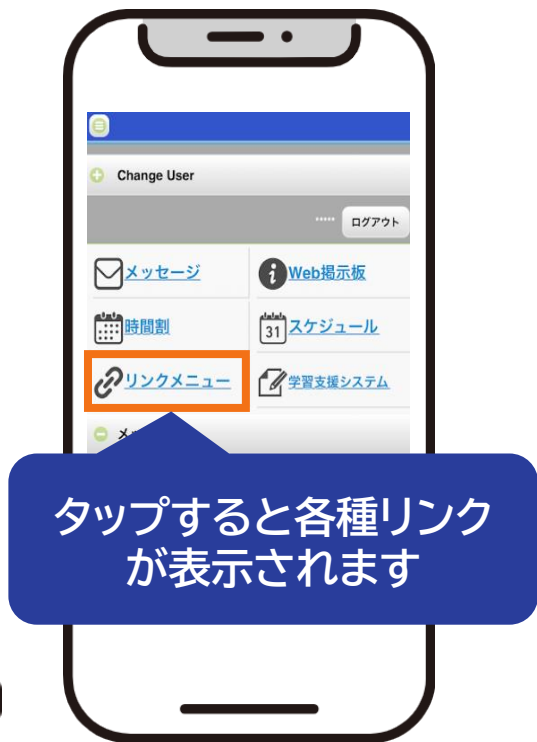 Change User
ログアウト
メッセージ
Web掲示板
時間割
31
スケジュール
リンクメニュー
学習支援システム
タップすると各種リンク
が表示されます